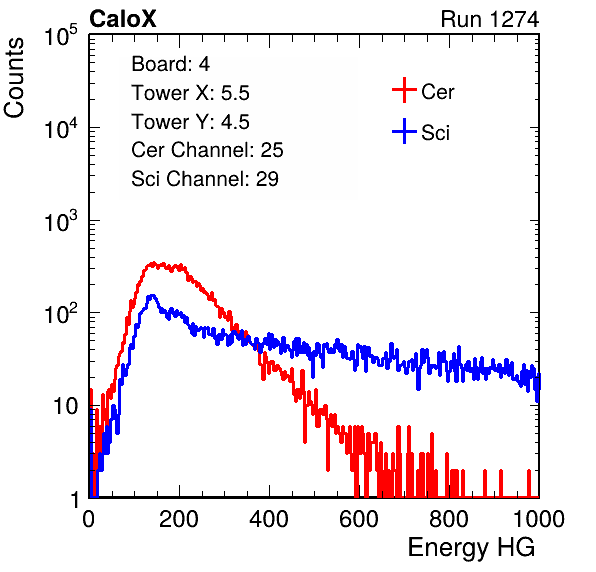 CaloX Run 1274
Counts
10^5
10^4
10^3
10^2
10
1
Board: 4
Tower X: 5.5
Tower Y: 4.5
Cer Channel: 25
Sci Channel: 29
Cer
Sci
0 200 400 600 800 1000
Energy HG